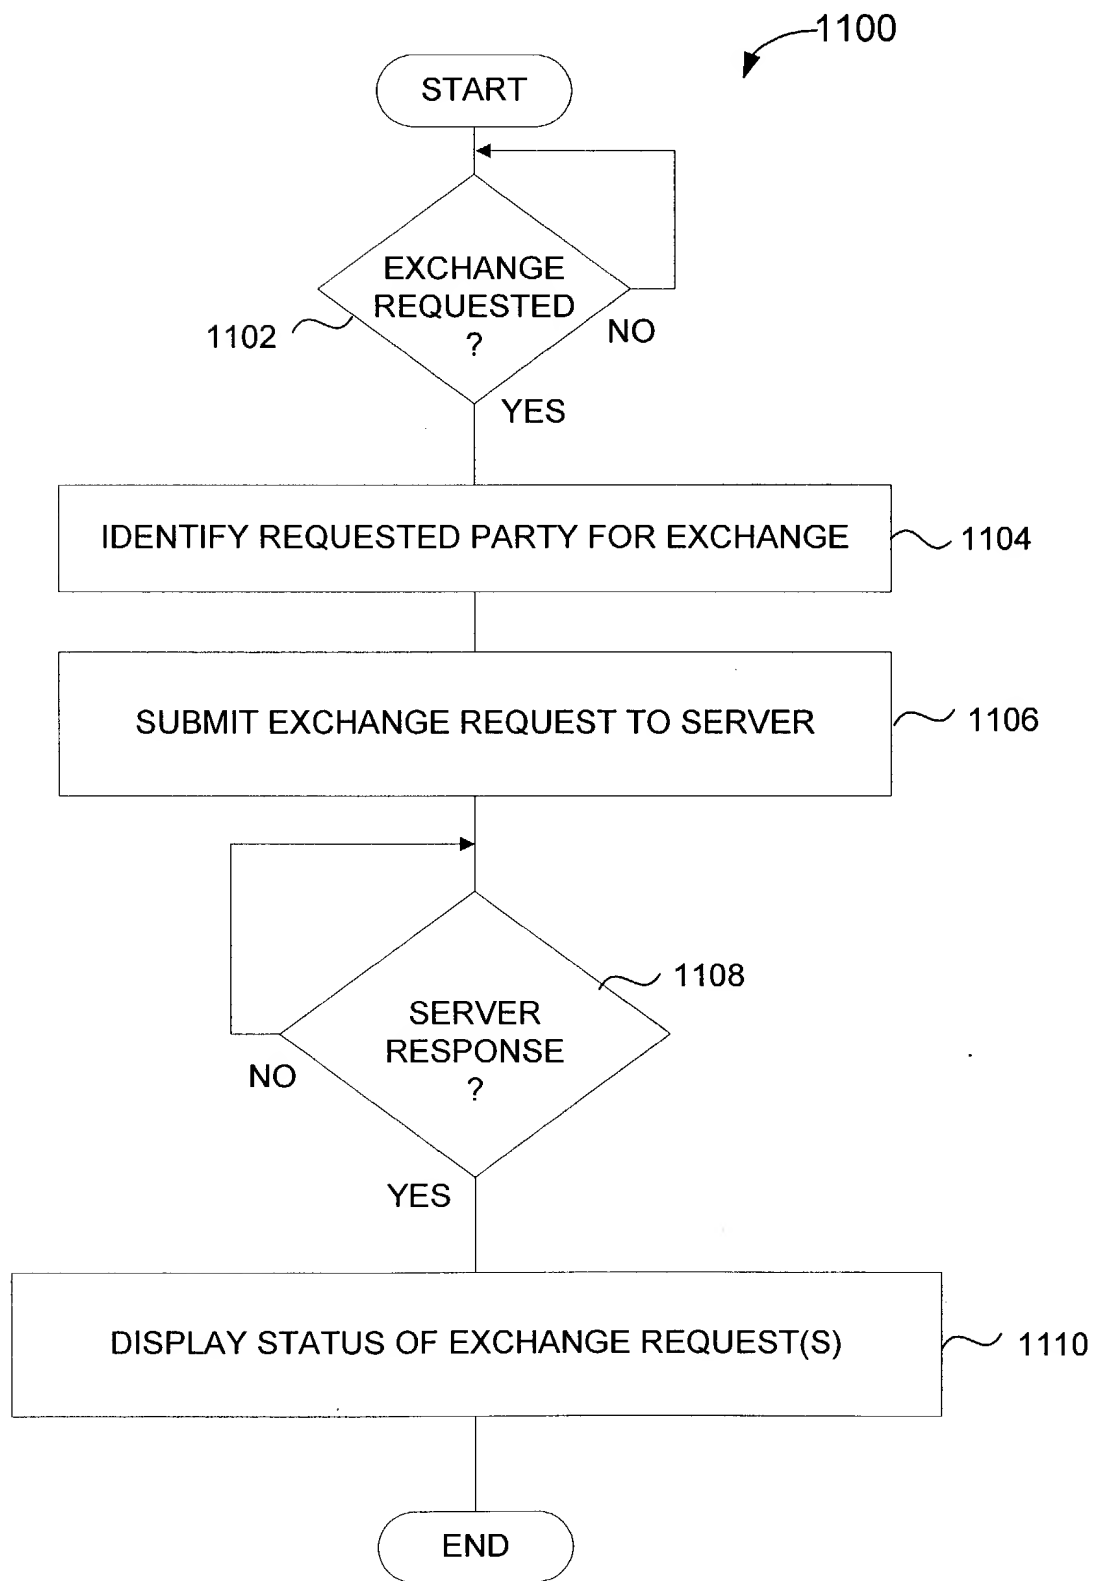 1100
START
EXCHANGE
REQUESTED
?
1102
NO
YES
IDENTIFY REQUESTED PARTY FOR EXCHANGE
1104
SUBMIT EXCHANGE REQUEST TO SERVER
1106
1108
SERVER
RESPONSE
?
NO
YES
DISPLAY STATUS OF EXCHANGE REQUEST(S)
1110
END